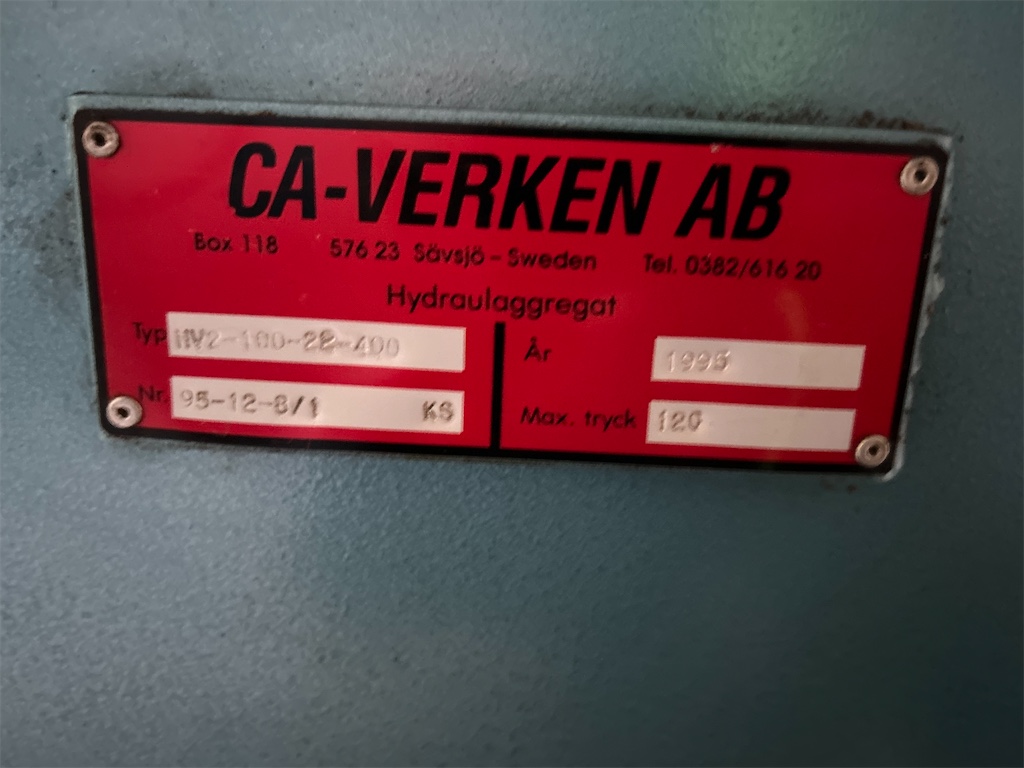 CA-VERKEN AB
Box 118 576 23 Sävsjö - Sweden Tel. 0382/616 20
Hydraulaggregat
Typ
År 1995
Nr. 95-12-8/1 KS
Max. tryck 120